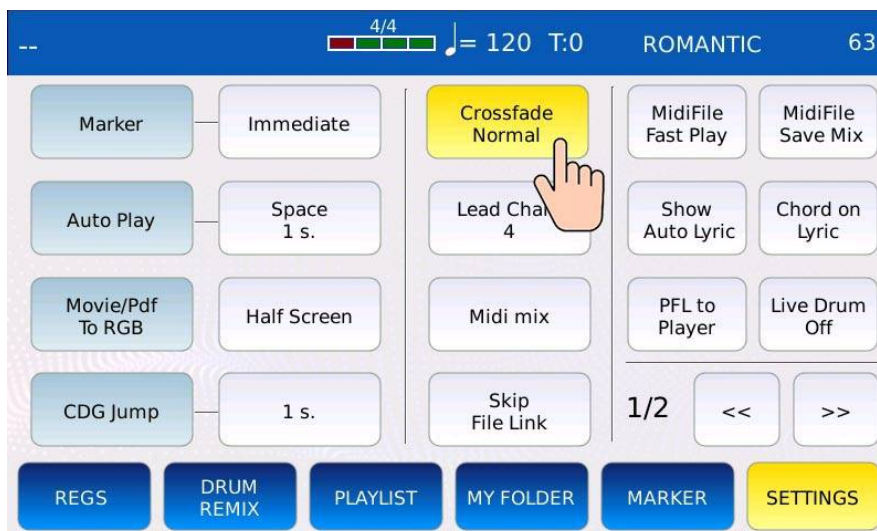 --
4/4
= 120 T:0
ROMANTIC
63
Marker
Immediate
Crossfade
Normal
MidiFile
Fast Play
MidiFile
Save Mix
Auto Play
Space
1 s.
Lead
4
Show
Auto Lyric
Chord on
Lyric
Movie/Pdf
To RGB
Half Screen
Midi mix
PFL to
Player
Live Drum
Off
CDG Jump
1 s.
Skip
File Link
1/2
<<
>>
REGS
DRUM
REMIX
PLAYLIST
MY FOLDER
MARKER
SETTINGS